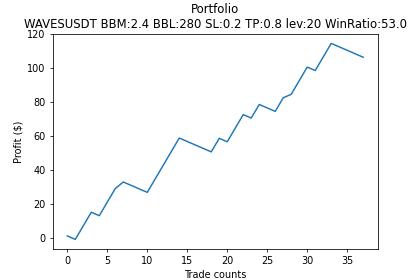 Portfolio
WAVESUSDT BBM:2.4 BBL:280 SL:0.2 TP:0.8 lev:20 WinRatio:53.0
120
100
80
60
40
20
0
Profit ($)
0 5 10 15 20 25 30 35
Trade counts